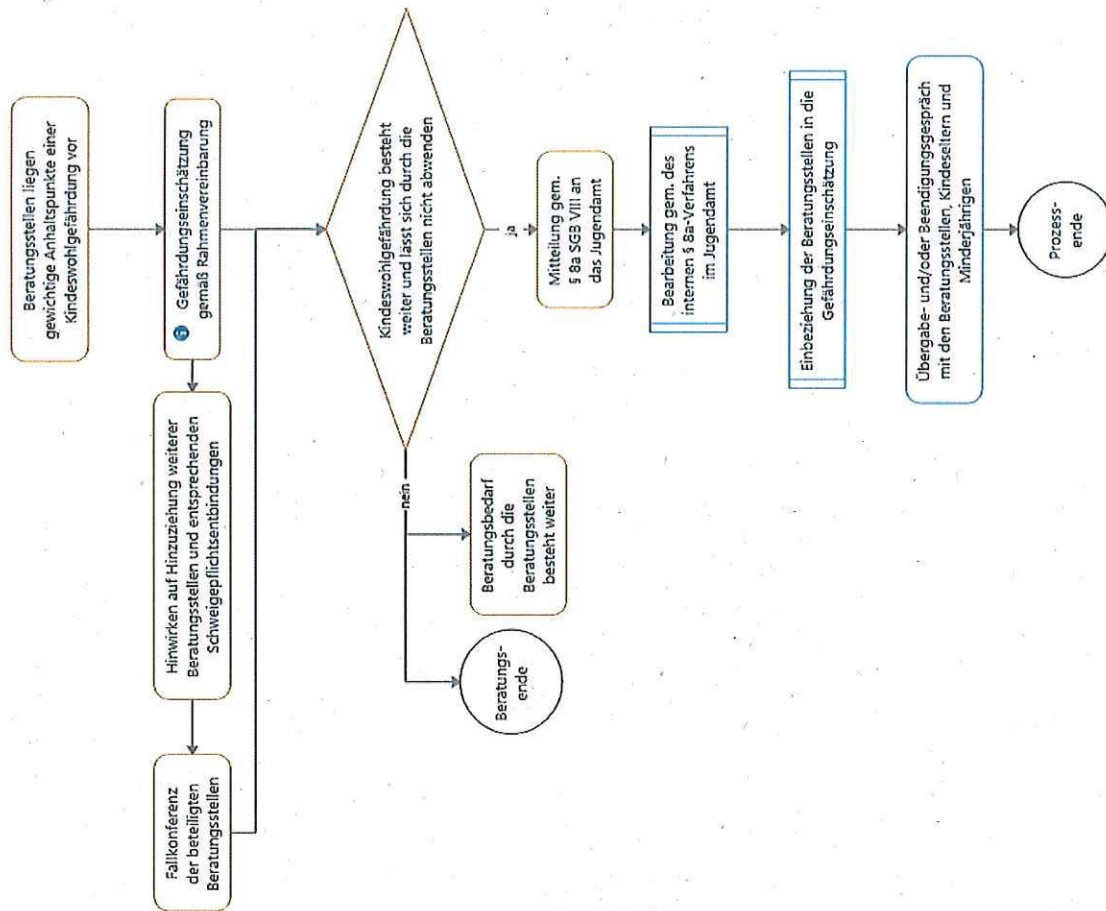 Beratungsstellen liegen
gewichtige Anhaltspunkte einer
Kindeswohlgefährdung vor
Gefährdungseinschätzung
gemäß Rahmenvereinbarung
Hinwirken auf Hinzuziehung weiterer
Beratungsstellen und entsprechenden
Schweigepflichtsentbindungen
Fallkonferenz
der beteiligten
Beratungsstellen
Kindeswohlgefährdung besteht
weiter und lässt sich durch die
Beratungsstellen nicht abwenden
nein
Beratungsbedarf
durch die
Beratungsstellen
besteht weiter
Beratungs-
ende
ja
Mitteilung gem.
§ 8a SGB VIII an
das Jugendamt
Bearbeitung gem. des
internen § 8a-Verfahrens
im Jugendamt
Einbeziehung der Beratungsstellen in die
Gefährdungseinschätzung
Übergabe- und/oder Beendigungsgespräch
mit den Beratungsstellen, Kindeseltern und
Minderjährigen
Prozess-
ende